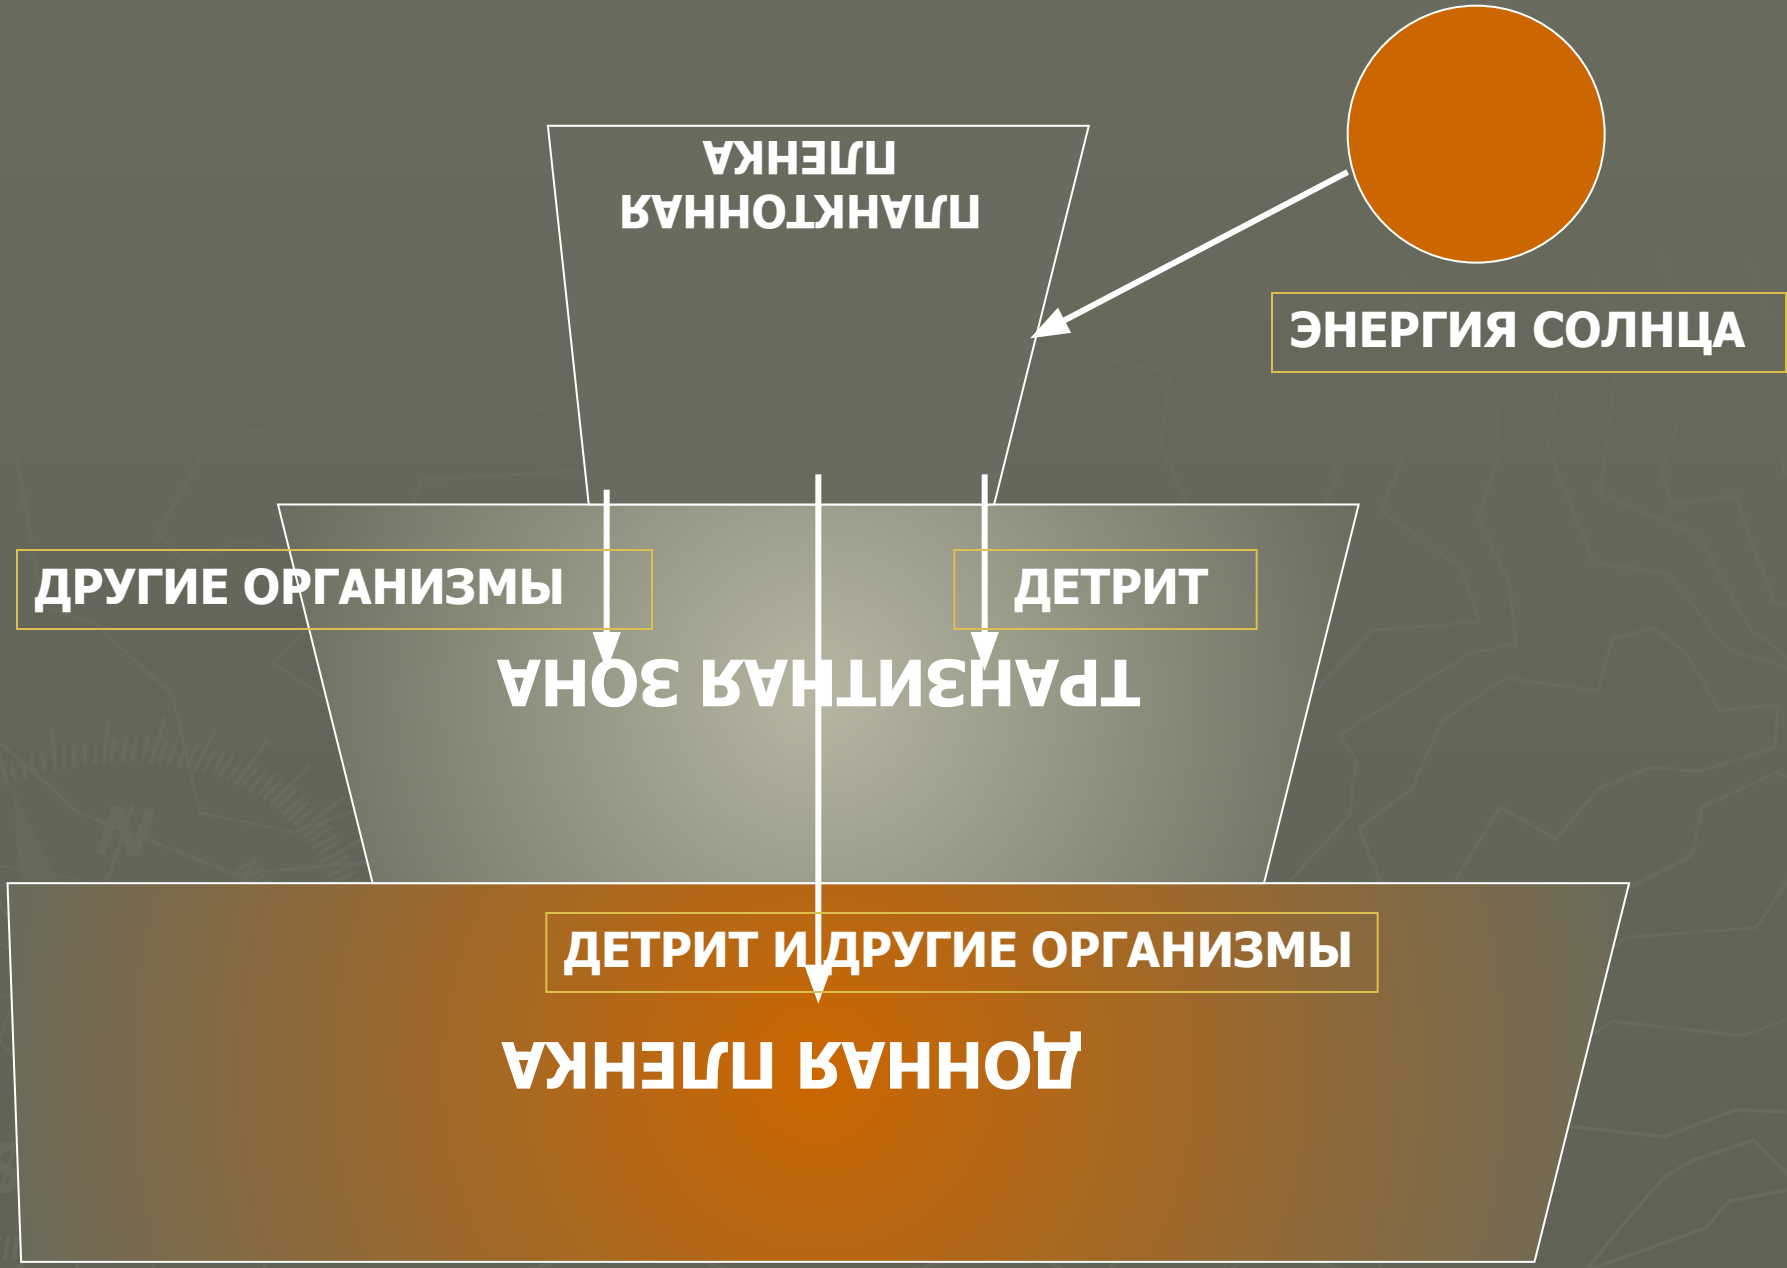 ПЛАНКТОННАЯ
ПЛЕНКА
ЭНЕРГИЯ СОЛНЦА
ДРУГИЕ ОРГАНИЗМЫ
ДЕТРИТ
ТРАНЗИТНАЯ ЗОНА
N
ДЕТРИТ И ДРУГИЕ ОРГАНИЗМЫ
ДОННАЯ ПЛЕНКА